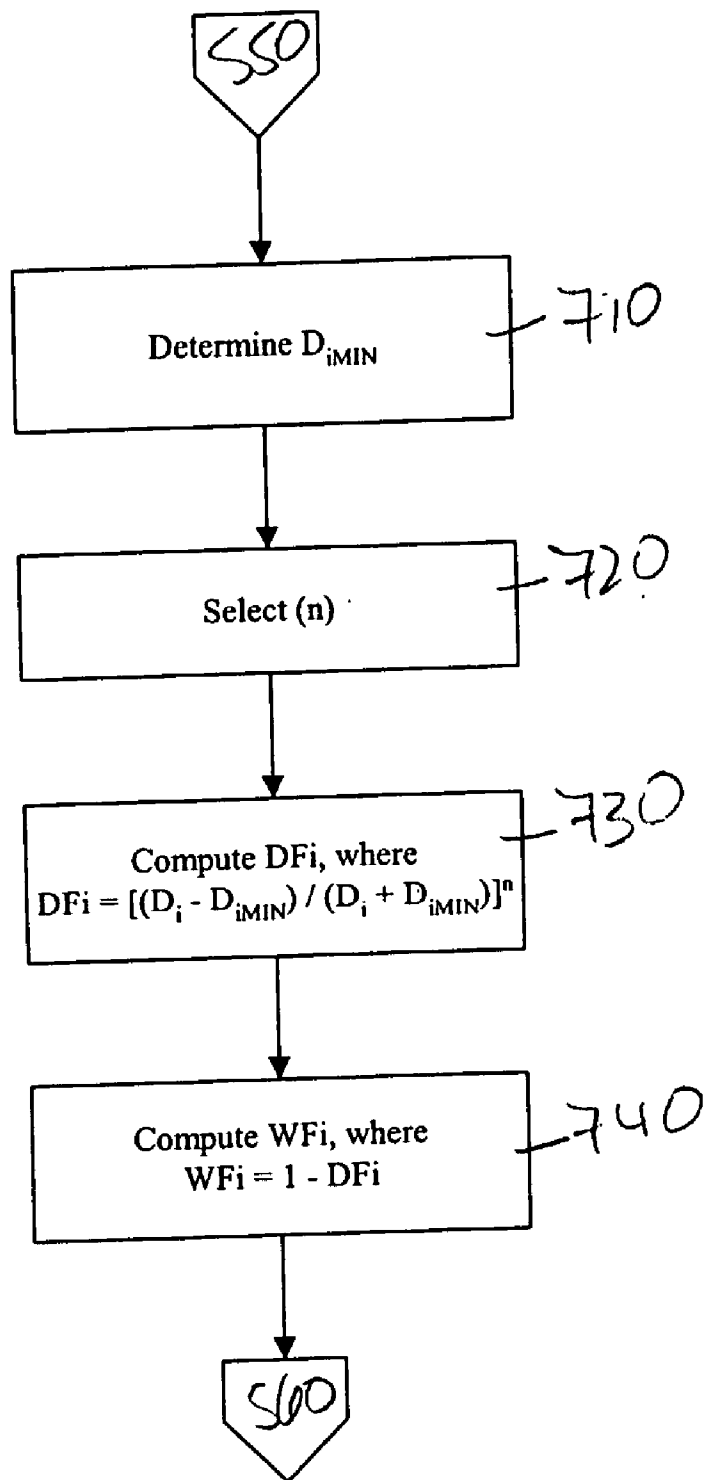 550
Determine D_iMIN
710
Select (n)
720
Compute DFi, where
DFi = [(D_i - D_iMIN) / (D_i + D_iMIN)]^n
730
Compute WFi, where
WFi = 1 - DFi
740
560